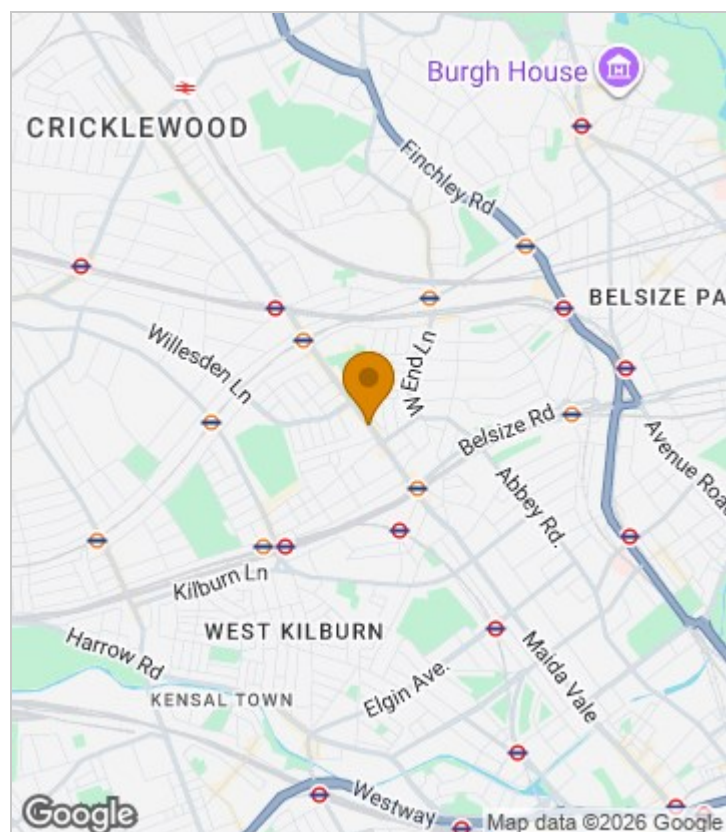 Burgh House
CRICKLEWOOD
Finchley Rd
BELSIZE PA
Willesden Ln
W End Ln
Belsize Rd
Avenue Road
Abbey Rd.
Kilburn Ln
WEST KILBURN
Harrow Rd
Maida Vale
Elgin Ave.
KENSAL TOWN
Westway
Google
Map data ©2026 Google